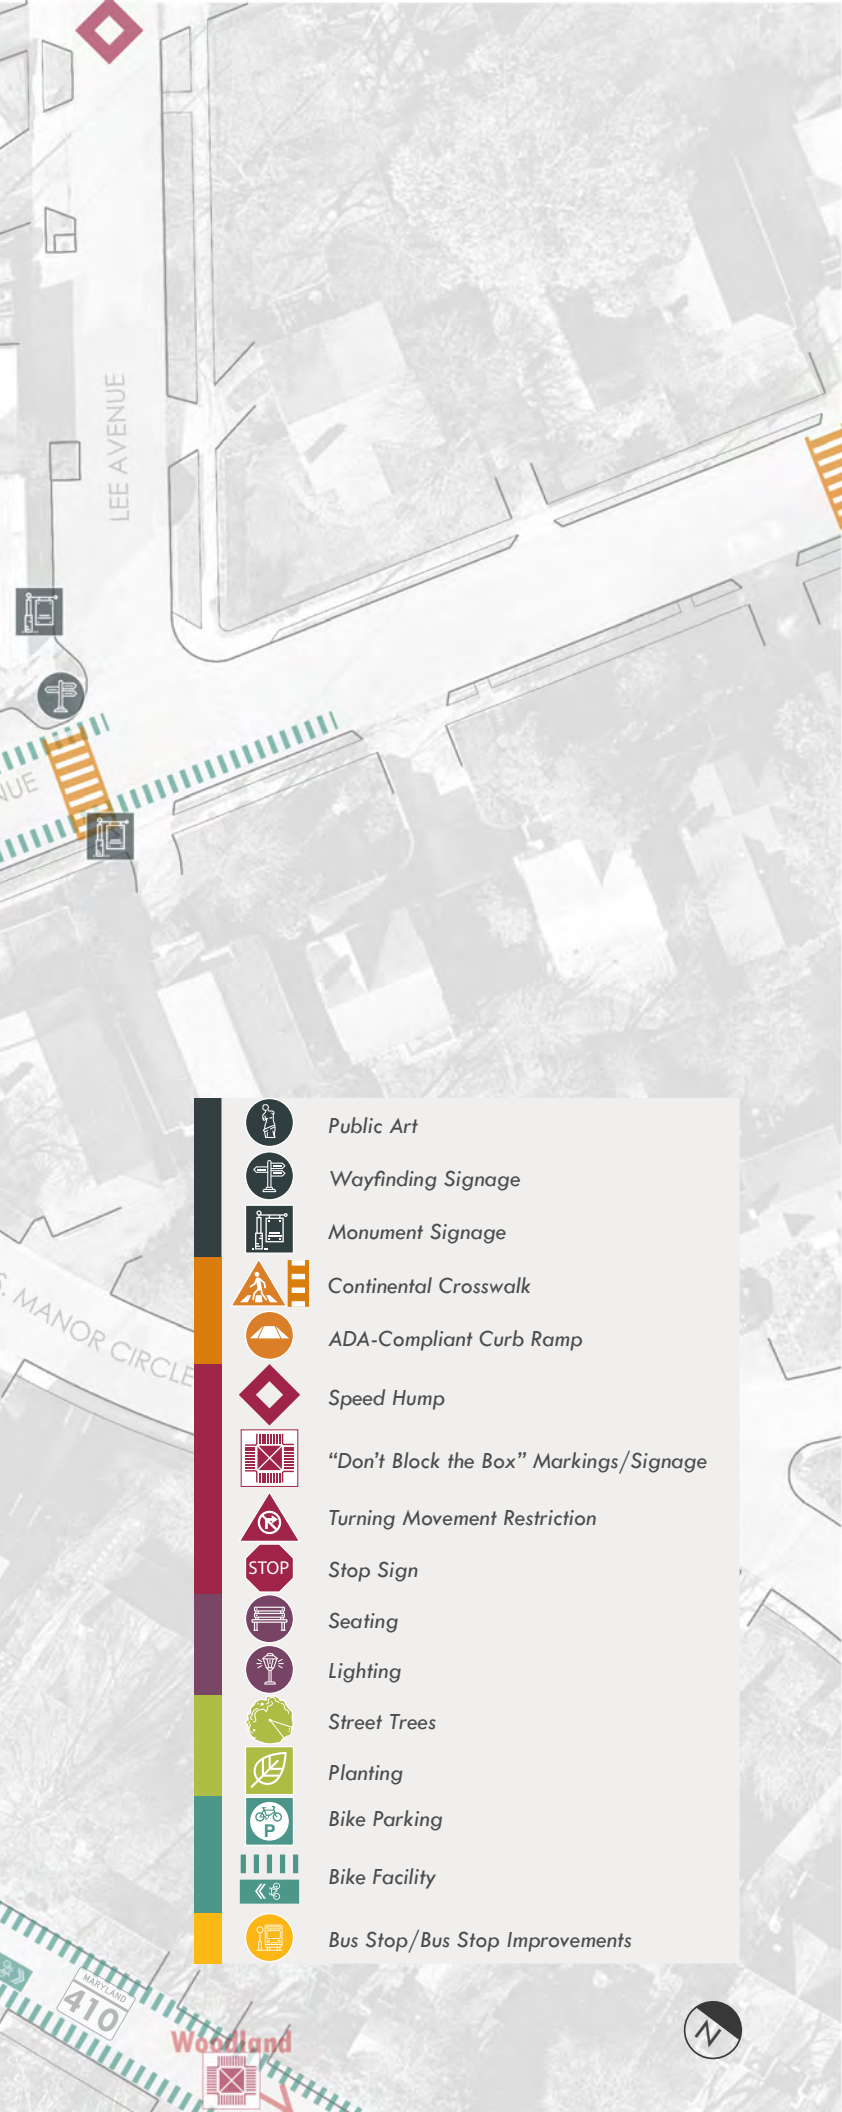 LEE AVENUE
NUE
Public Art
Wayfinding Signage
Monument Signage
Continental Crosswalk
ADA-Compliant Curb Ramp
S. MANOR CIRCLE
Speed Hump
“Don’t Block the Box” Markings/Signage
Turning Movement Restriction
STOP
Stop Sign
Seating
Lighting
Street Trees
Planting
P
Bike Parking
Bike Facility
Bus Stop/Bus Stop Improvements
MARYLAND
410
N
Woodland